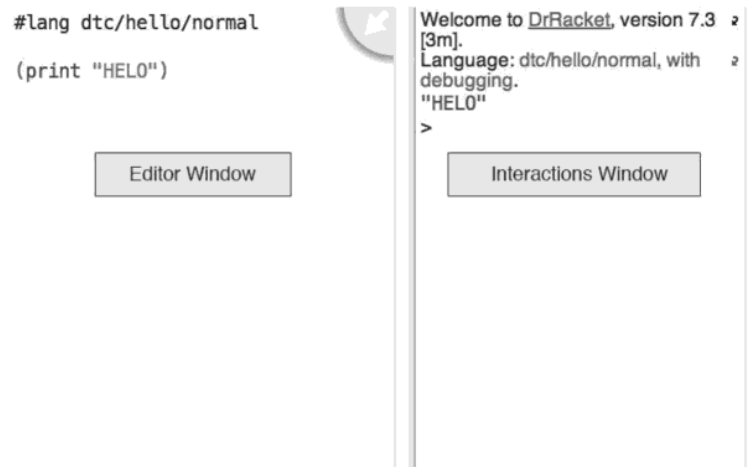 #lang dtc/hello/normal
(print "HELO")
Editor Window
Welcome to DrRacket, version 7.3
[3m].
Language: dtc/hello/normal, with
debugging.
"HELO"
>
Interactions Window